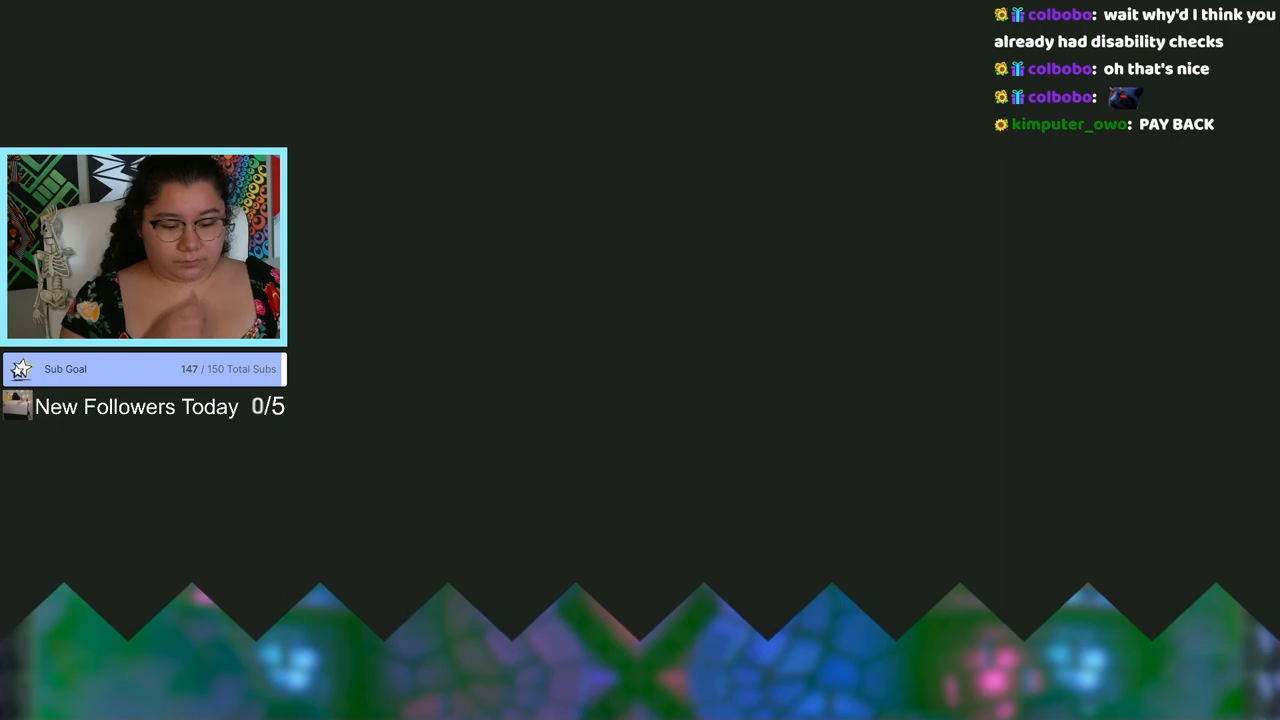 colbobo: wait why'd I think you
already had disability checks
colbobo: oh that's nice
colbobo:
kimputer_owo: PAY BACK
Sub Goal 147 / 150 Total Subs
New Followers Today 0/5